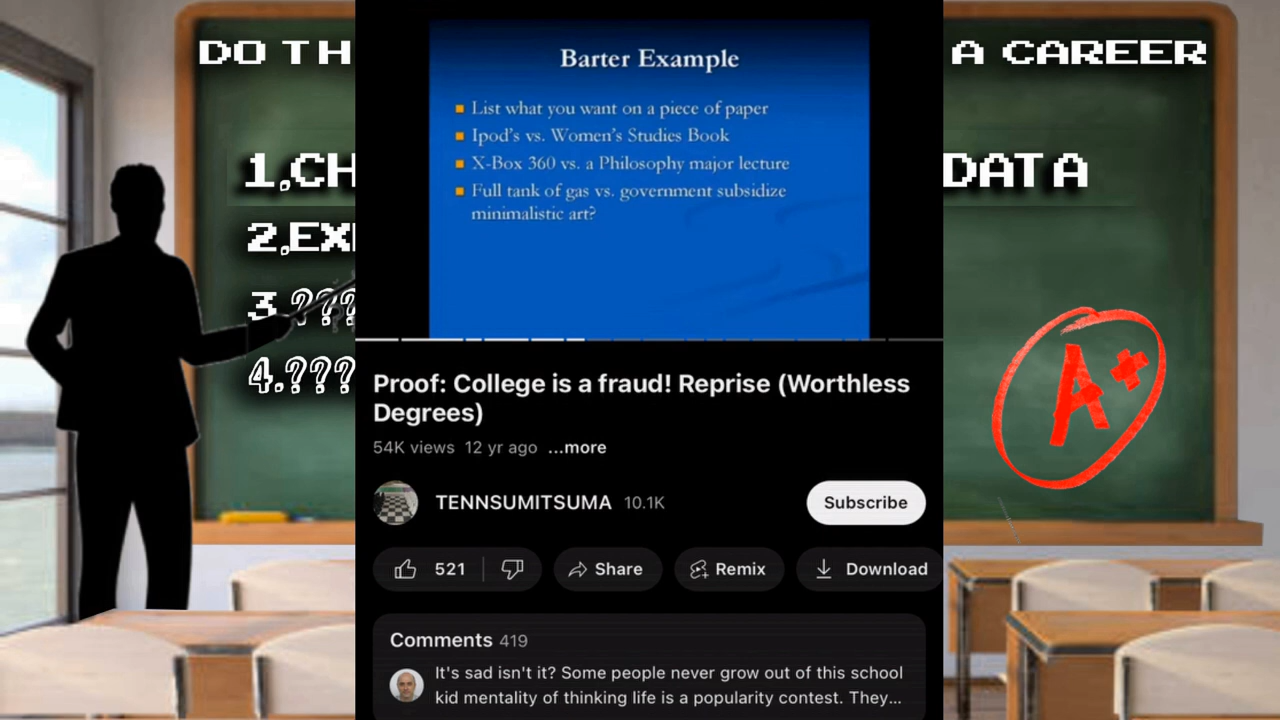 DO TH
A CAREER
1,CH
DATA
2,EX
3.???
4.???
A+
Barter Example
List what you want on a piece of paper
Ipod's vs. Women's Studies Book
X-Box 360 vs. a Philosophy major lecture
Full tank of gas vs. government subsidize
minimalistic art?
Proof: College is a fraud! Reprise (Worthless
Degrees)
54K views 12 yr ago ...more
TENNSUMITSUMA 10.1K
Subscribe
521
Share
Remix
Download
Comments 419
It's sad isn't it? Some people never grow out of this school
kid mentality of thinking life is a popularity contest. They...